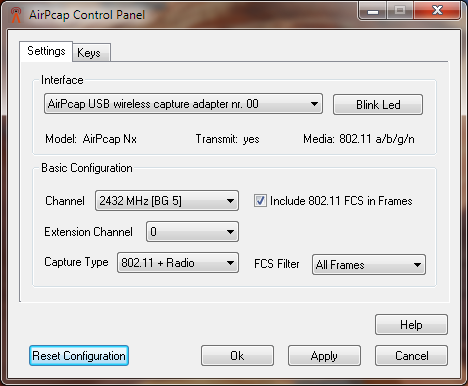 AirPcap Control Panel
Settings Keys
Interface
AirPcap USB wireless capture adapter nr. 00 Blink Led
Model: AirPcap Nx Transmit: yes Media: 802.11 a/b/g/n
Basic Configuration
Channel 2432 MHz [BG 5] Include 802.11 FCS in Frames
Extension Channel 0
Capture Type 802.11 + Radio FCS Filter All Frames
Help
Reset Configuration Ok Apply Cancel